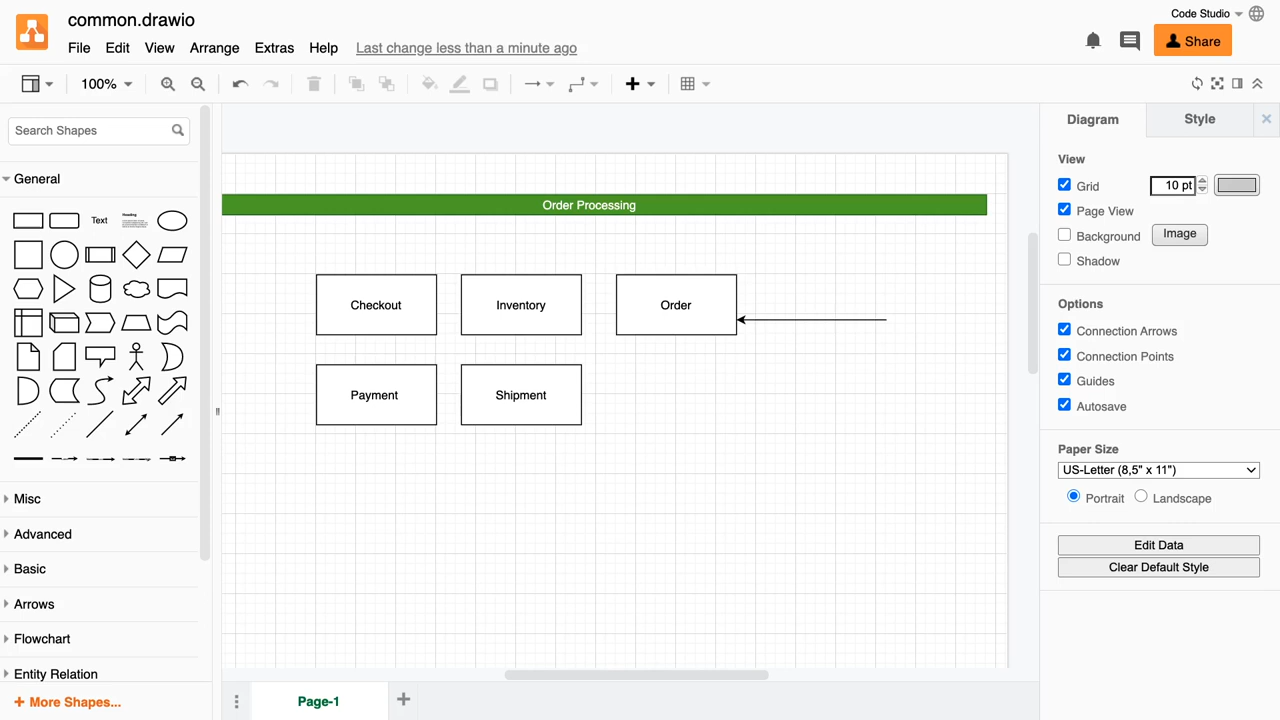 common.drawio
Code Studio
File Edit View Arrange Extras Help Last change less than a minute ago
Share
100%
Search Shapes
Diagram Style
General
Text
Heading
View
Grid 10 pt
Page View
Background Image
Shadow
Order Processing
Checkout Inventory Order
Payment Shipment
Options
Connection Arrows
Connection Points
Guides
Autosave
Paper Size
US-Letter (8,5" x 11")
Portrait Landscape
Edit Data
Clear Default Style
Misc
Advanced
Basic
Arrows
Flowchart
Entity Relation
+ More Shapes...
Page-1